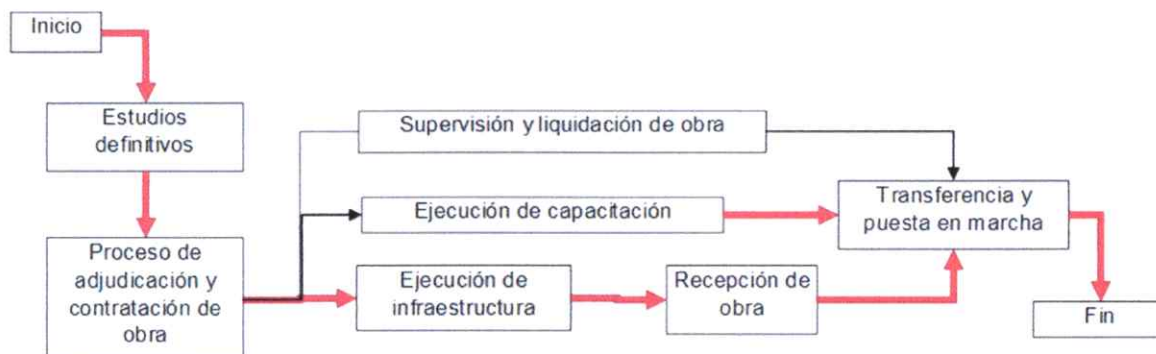 Inicio
Estudios
definitivos
Proceso de
adjudicación y
contratación de
obra
Supervisión y liquidación de obra
Ejecución de capacitación
Ejecución de
infraestructura
Recepción de
obra
Transferencia y
puesta en marcha
Fin